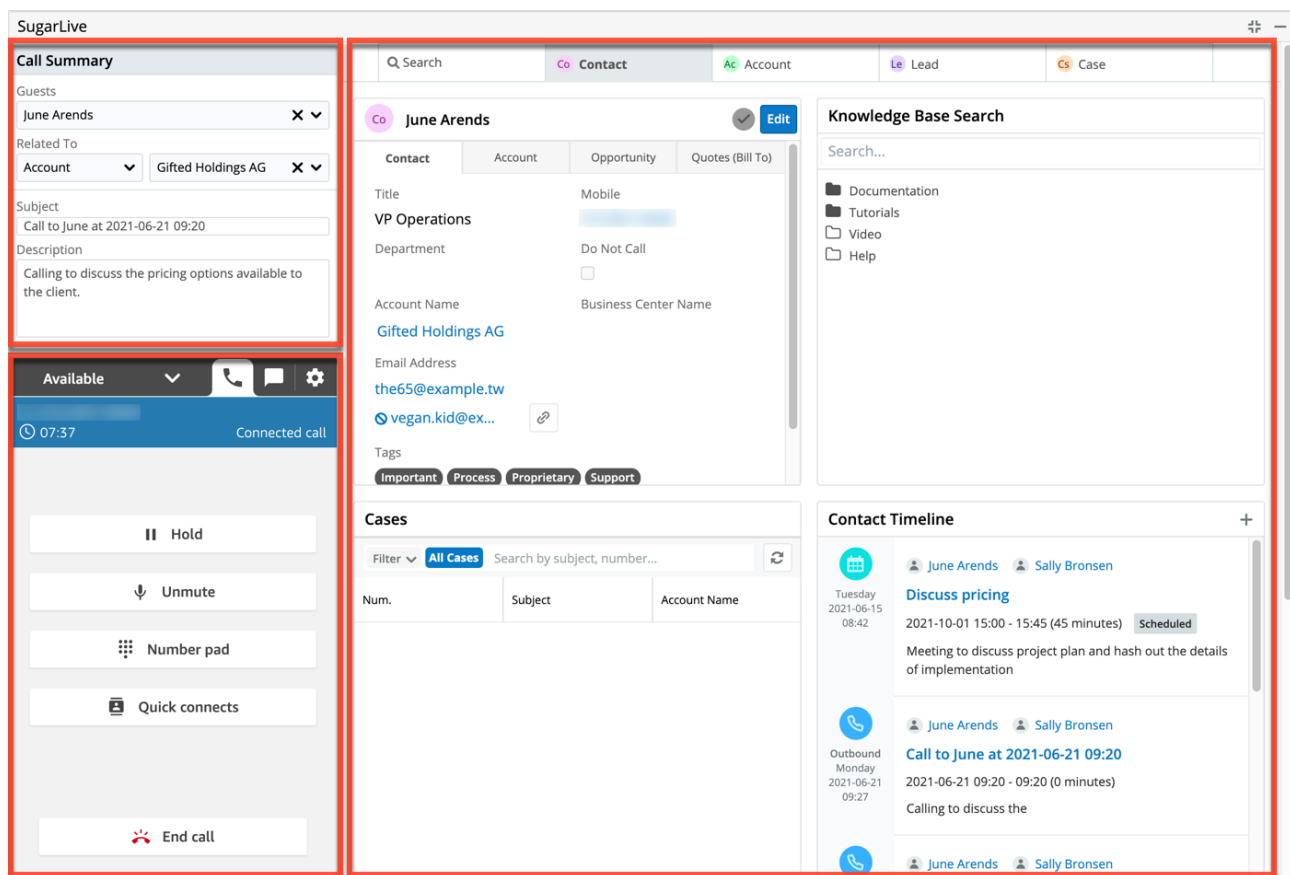 SugarLive
Call Summary
Guests
June Arends
Related To
Account Gifted Holdings AG
Subject
Call to June at 2021-06-21 09:20
Description
Calling to discuss the pricing options available to
the client.
Available
07:37 Connected call
Hold
Unmute
Number pad
Quick connects
End call
Search Co Contact Ac Account Le Lead Cs Case
Co June Arends Edit
Contact Account Opportunity Quotes (Bill To)
Title Mobile
VP Operations
Department Do Not Call
Account Name Business Center Name
Gifted Holdings AG
Email Address
the65@example.tw
vegan.kid@ex...
Tags
Important Process Proprietary Support
Knowledge Base Search
Search...
Documentation
Tutorials
Video
Help
Cases
Filter All Cases Search by subject, number...
Num. Subject Account Name
Contact Timeline
June Arends Sally Bronsen
Tuesday
2021-06-15
08:42
Discuss pricing
2021-10-01 15:00 - 15:45 (45 minutes) Scheduled
Meeting to discuss project plan and hash out the details
of implementation
June Arends Sally Bronsen
Outbound
Monday
2021-06-21
09:27
Call to June at 2021-06-21 09:20
2021-06-21 09:20 - 09:20 (0 minutes)
Calling to discuss the
June Arends Sally Bronsen